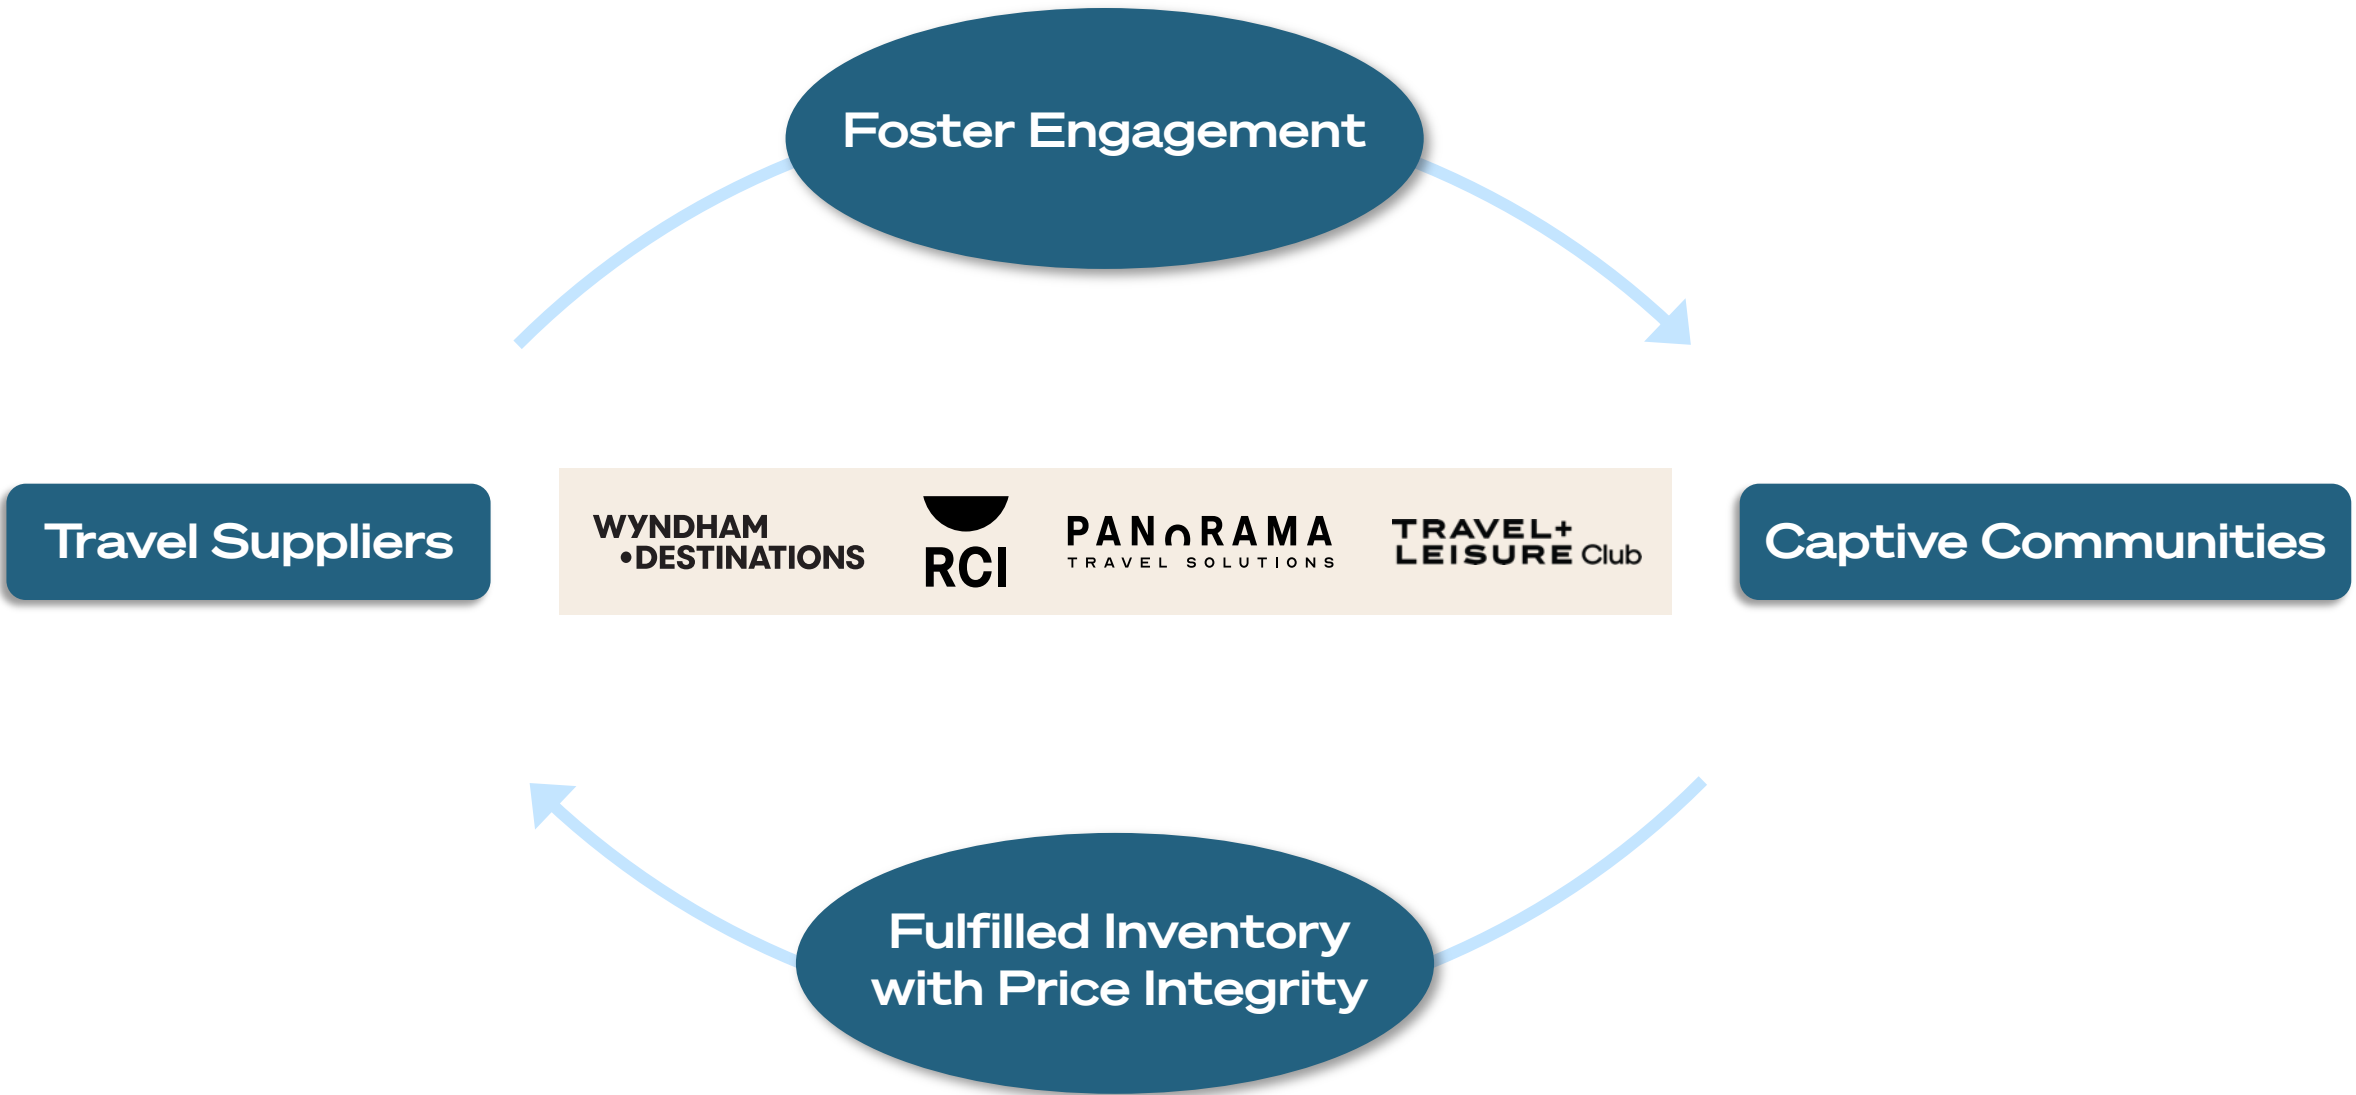 Foster Engagement
Travel Suppliers
WYNDHAM
•DESTINATIONS
RCI
PANORAMA
TRAVEL SOLUTIONS
TRAVEL+
LEISURE Club
Captive Communities
Fulfilled Inventory
with Price Integrity